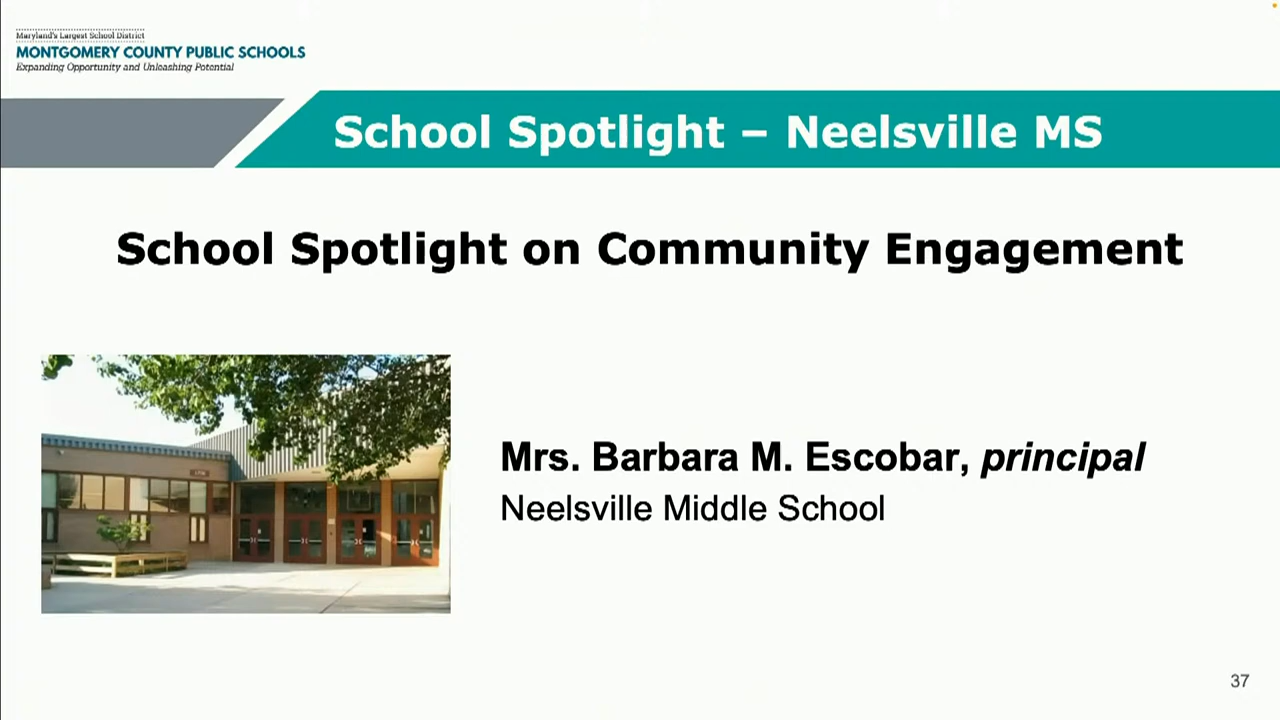 Maryland's Largest School District
MONTGOMERY COUNTY PUBLIC SCHOOLS
Expanding Opportunity and Unleashing Potential
School Spotlight – Neelsville MS
School Spotlight on Community Engagement
Mrs. Barbara M. Escobar, principal
Neelsville Middle School
37